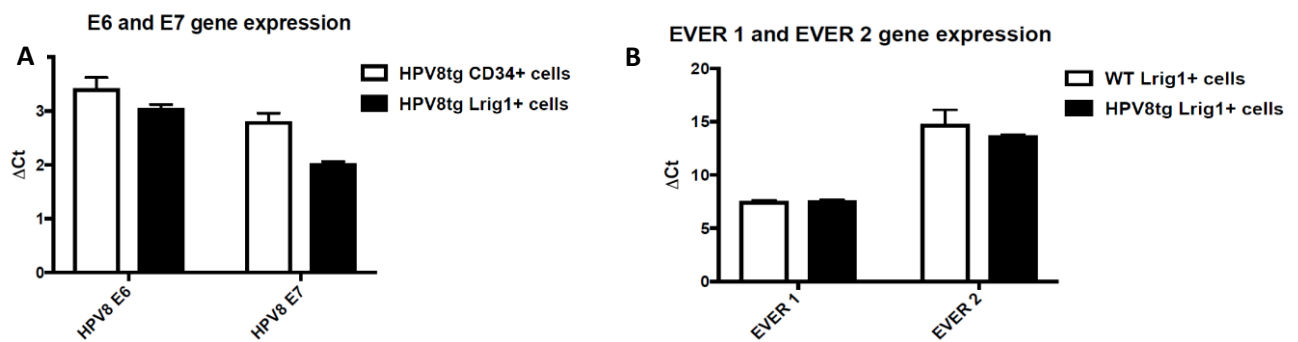 E6 and E7 gene expression
A
HPV8tg CD34+ cells
HPV8tg Lrig1+ cells
3
2
1
0
ΔCt
HPV8 E6
HPV8 E7
EVER 1 and EVER 2 gene expression
B
WT Lrig1+ cells
HPV8tg Lrig1+ cells
20
15
10
5
0
ΔCt
EVER 1
EVER 2